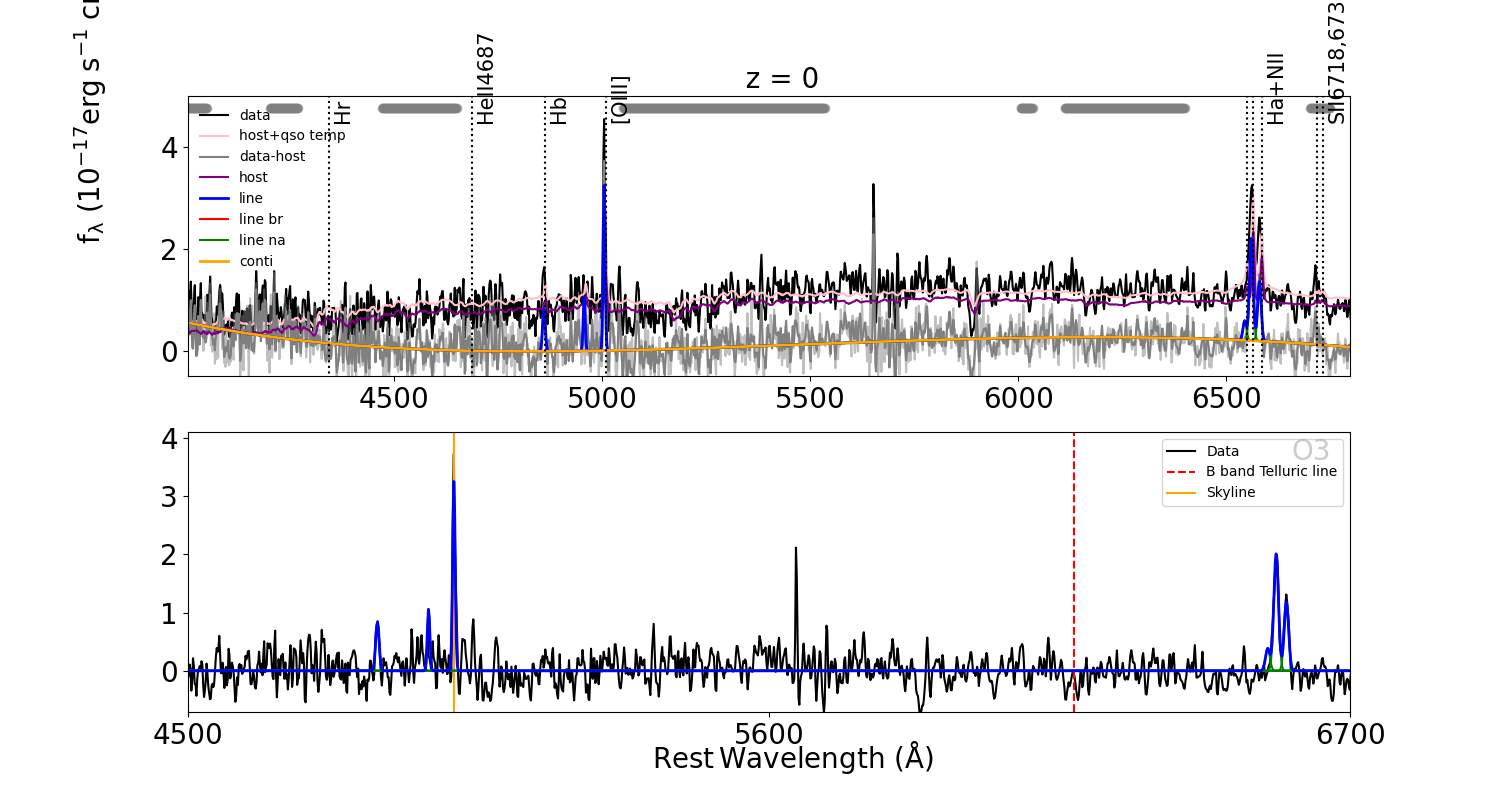 z = 0
f_λ (10^−17 erg s^−1
Hr
HeII4687
Hb
[OIII]
Ha+NII
SII6718,673
data
host+qso temp
data-host
host
line
line br
line na
conti
4
2
0
4500 5000 5500 6000 6500
O3
Data
B band Telluric line
Skyline
4
3
2
1
0
4500 5600 6700
Rest Wavelength (Å)